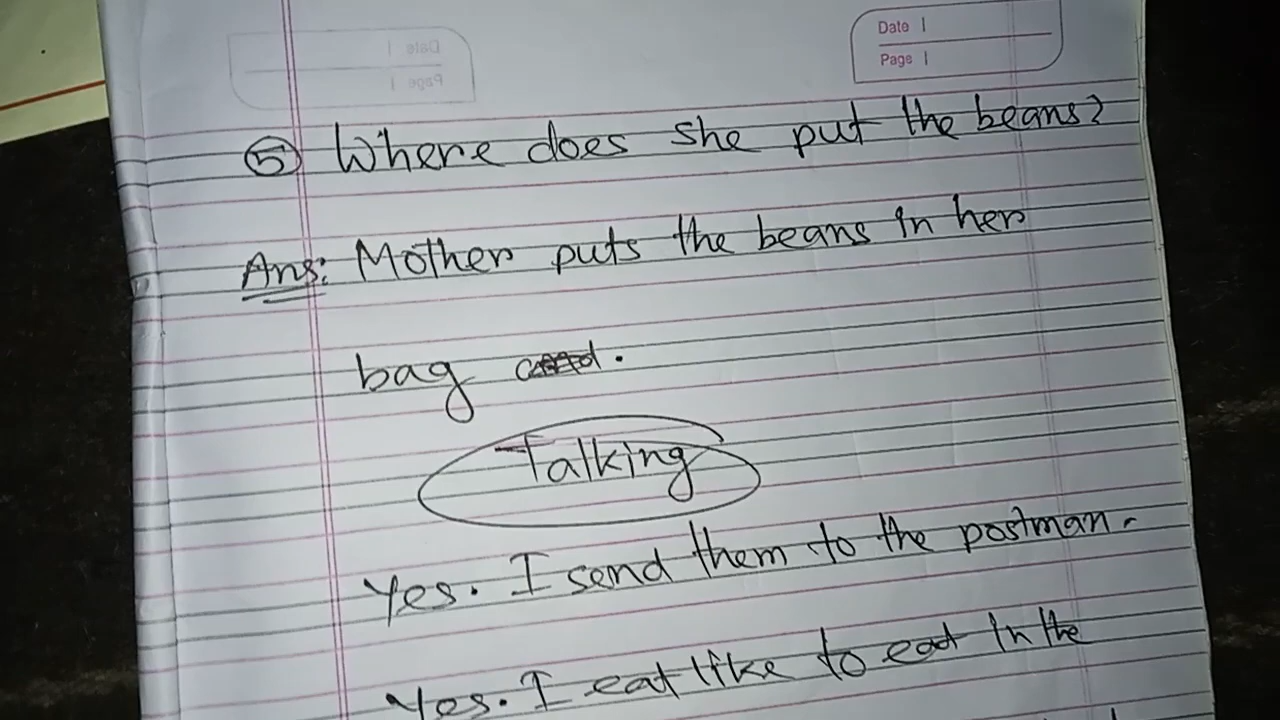 Date
Page
⑤ Where does she put the beans?
Ans: Mother puts the beans in her
bag.
Talking
Yes. I send them to the postman.
Yes. I eat like to eat in the